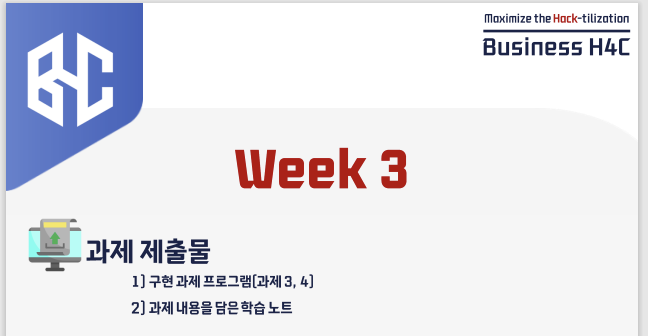 Maximize the Hack-tilization
Business H4C
BHC
Week 3
과제 제출물
1) 구현 과제 프로그램(과제 3, 4)
2) 과제 내용을 담은 학습 노트